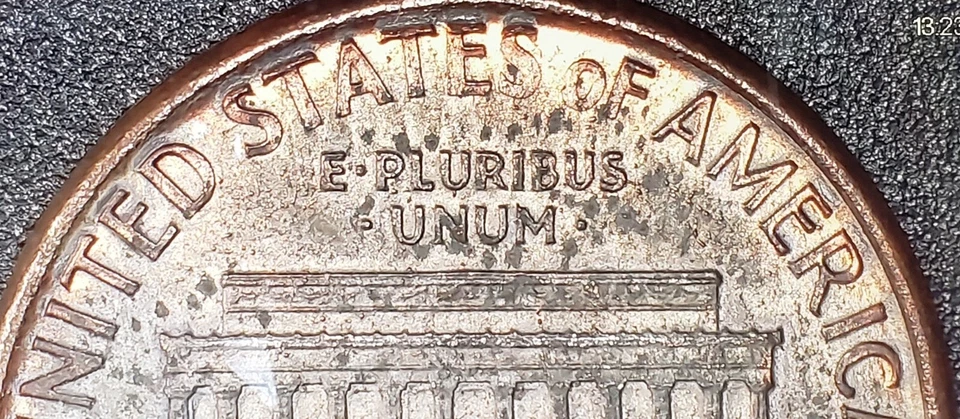 UNITED STATES OF AMERICA
E·PLURIBUS
·UNUM·